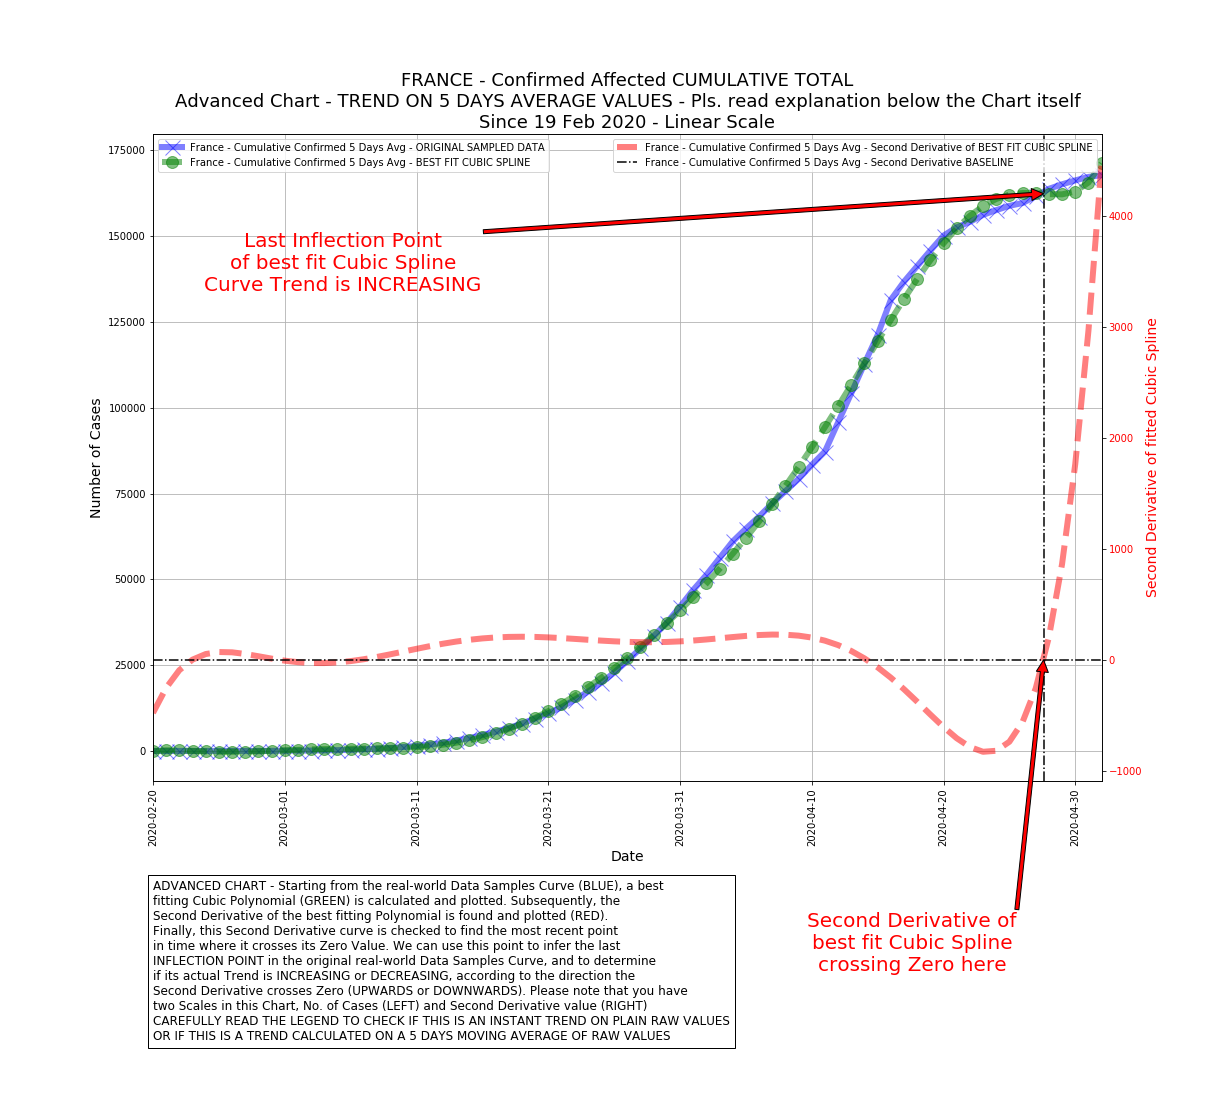 FRANCE - Confirmed Affected CUMULATIVE TOTAL
Advanced Chart - TREND ON 5 DAYS AVERAGE VALUES - Pls. read explanation below the Chart itself
Since 19 Feb 2020 - Linear Scale
France - Cumulative Confirmed 5 Days Avg - ORIGINAL SAMPLED DATA
France - Cumulative Confirmed 5 Days Avg - BEST FIT CUBIC SPLINE
France - Cumulative Confirmed 5 Days Avg - Second Derivative of BEST FIT CUBIC SPLINE
France - Cumulative Confirmed 5 Days Avg - Second Derivative BASELINE
Last Inflection Point
of best fit Cubic Spline
Curve Trend is INCREASING
Number of Cases
175000
150000
125000
100000
75000
50000
25000
0
Second Derivative of fitted Cubic Spline
4000
3000
2000
1000
0
−1000
2020-02-20
2020-03-01
2020-03-11
2020-03-21
2020-03-31
2020-04-10
2020-04-20
2020-04-30
Date
ADVANCED CHART - Starting from the real-world Data Samples Curve (BLUE), a best
fitting Cubic Polynomial (GREEN) is calculated and plotted. Subsequently, the
Second Derivative of the best fitting Polynomial is found and plotted (RED).
Finally, this Second Derivative curve is checked to find the most recent point
in time where it crosses its Zero Value. We can use this point to infer the last
INFLECTION POINT in the original real-world Data Samples Curve, and to determine
if its actual Trend is INCREASING or DECREASING, according to the direction the
Second Derivative crosses Zero (UPWARDS or DOWNWARDS). Please note that you have
two Scales in this Chart, No. of Cases (LEFT) and Second Derivative value (RIGHT)
CAREFULLY READ THE LEGEND TO CHECK IF THIS IS AN INSTANT TREND ON PLAIN RAW VALUES
OR IF THIS IS A TREND CALCULATED ON A 5 DAYS MOVING AVERAGE OF RAW VALUES
Second Derivative of
best fit Cubic Spline
crossing Zero here